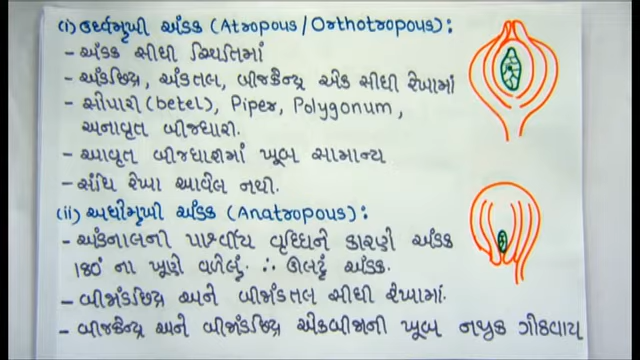 (i) ઉર્ધ્વમુખી અંડક (Atropous/Orthotropous):
- અંડક સીધી સ્થિતિમાં
- અંડછિદ્ર, અંડતલ, બીજકેન્દ્ર એક સીધી રેખામાં
- સોપારી (betel), Piper, Polygonum,
અનાવૃત બીજધારી.
- આવૃત બીજધારીમાં ખૂબ સામાન્ય
- સંધિ રેખા આવેલ નથી.
(ii) અધોમુખી અંડક (Anatropous):
- અંડનાલની પાર્શ્વીય વૃધ્ધિને કારણે અંડક
180° ના ખૂણે વળેલું. ∴ ઊલટું અંડક.
- બીજાંડછિદ્ર અને બીજાંડતલ સીધી રેખામાં.
- બીજકેન્દ્ર અને બીજાંડછિદ્ર એકબીજાની ખૂબ નજીક ગોઠવાય